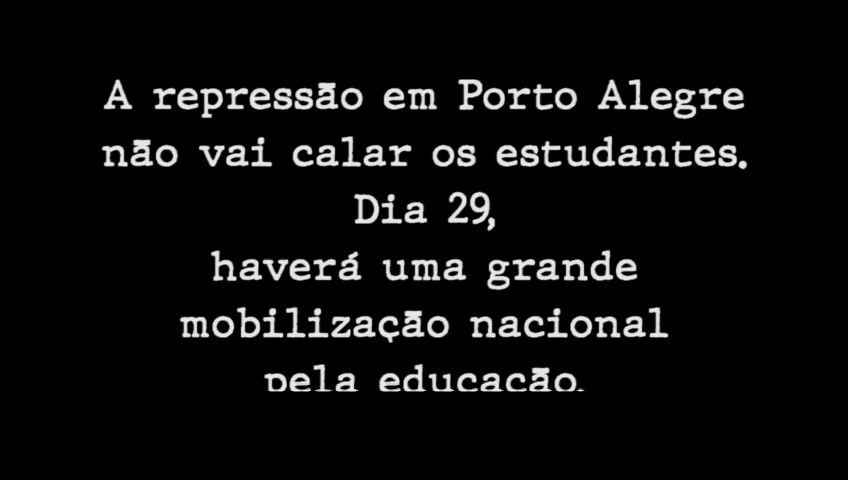 A repressão em Porto Alegre
não vai calar os estudantes.
Dia 29,
haverá uma grande
mobilização nacional
pela educação.